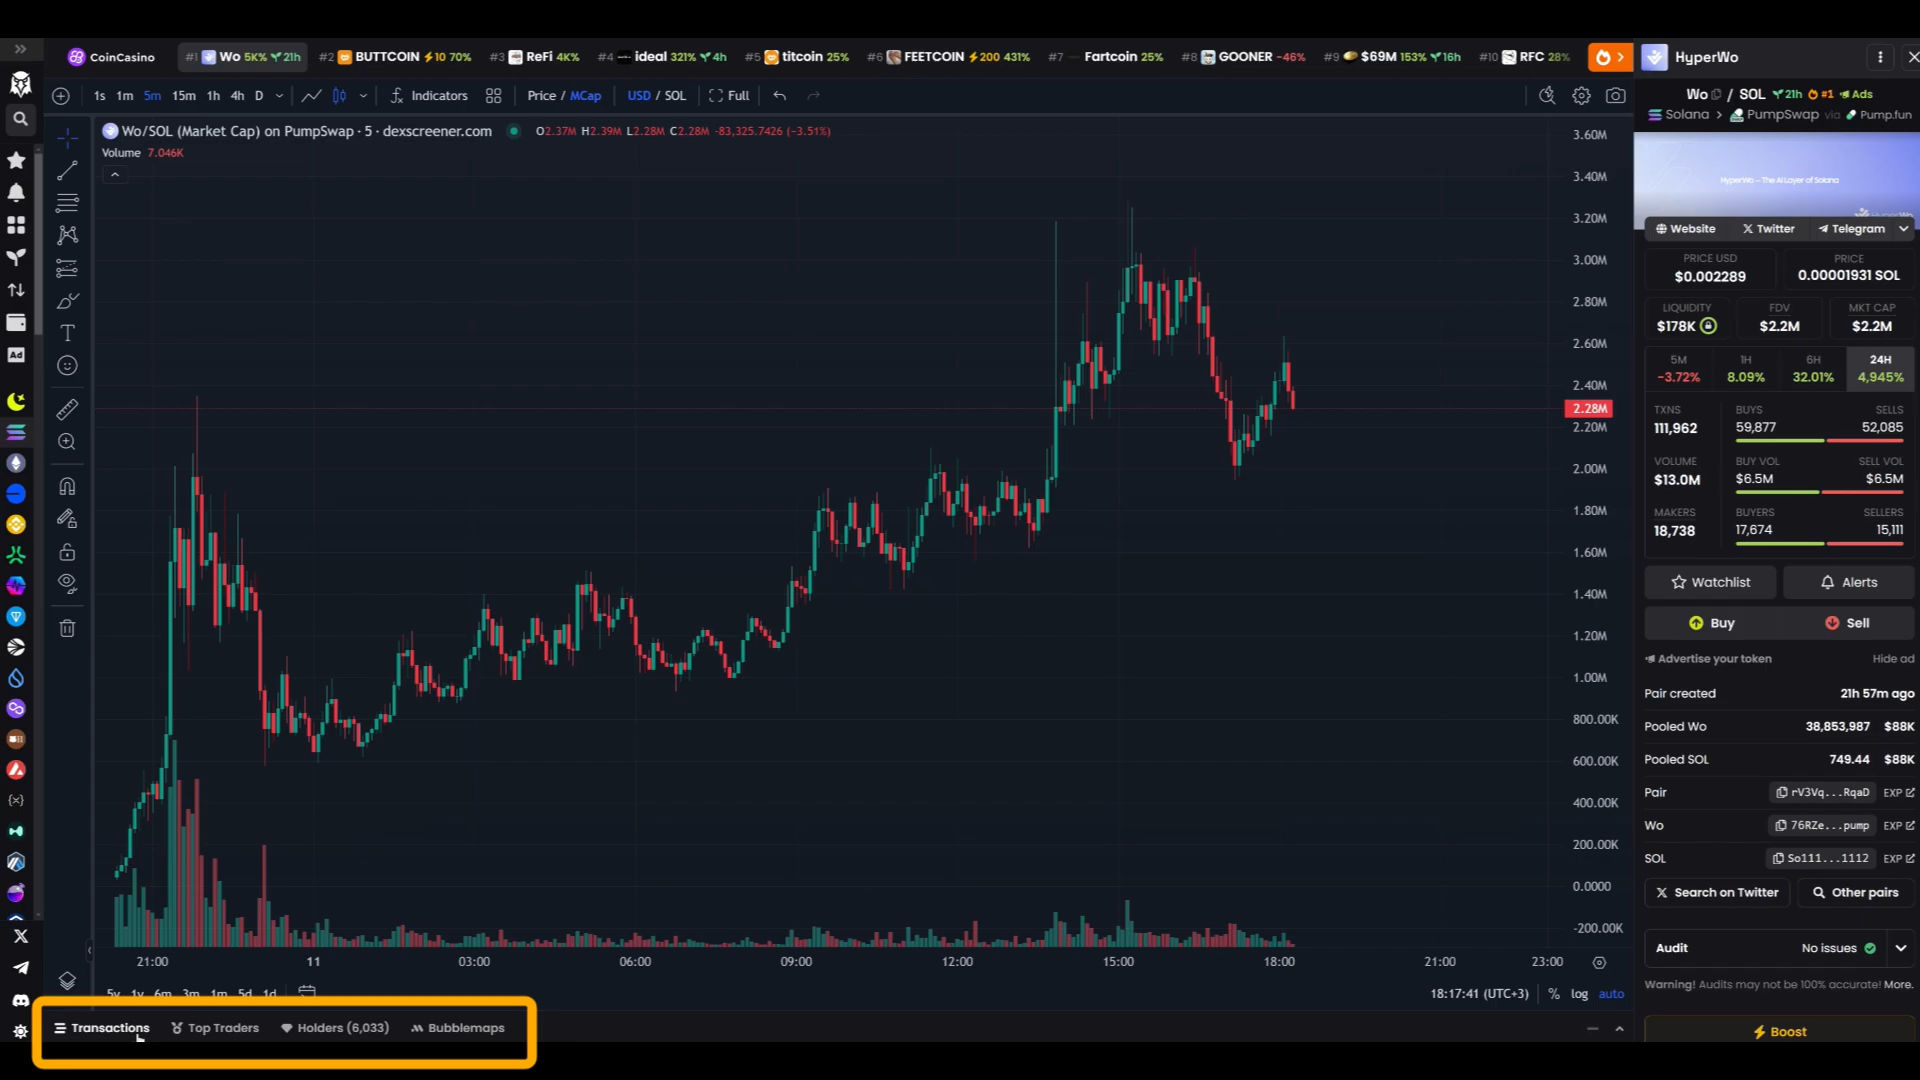 CoinCasino
#1 Wo 5K% 21h
#2 BUTTCOIN 10 70%
#3 ReFi 4K%
#4 ideal 321% 4h
#5 titcoin 25%
#6 FEETCOIN 200 431%
#7 Fartcoin 25%
#8 GOONER -46%
#9 $69M 153% 16h
#10 RFC 28%
HyperWo
1s 1m 5m 15m 1h 4h D
Indicators
Price / MCap
USD / SOL
Full
Wo/SOL (Market Cap) on PumpSwap · 5 · dexscreener.com
O2.37M H2.39M L2.28M C2.28M -83,325.7426 (-3.51%)
Volume 7.046K
3.60M
3.40M
3.20M
3.00M
2.80M
2.60M
2.40M
2.28M
2.20M
2.00M
1.80M
1.60M
1.40M
1.20M
1.00M
800.00K
600.00K
400.00K
200.00K
0.0000
-200.00K
21:00 11 03:00 06:00 09:00 12:00 15:00 18:00 21:00 23:00
5y 1y 6m 3m 1m 5d 1d
18:17:41 (UTC+3) % log auto
Transactions
Top Traders
Holders (6,033)
Bubblemaps
Ad
Wo / SOL 21h #1 Ads
Solana > PumpSwap via Pump.fun
HyperWo – The AI Layer of Solana
HyperWo
Website Twitter Telegram
PRICE USD
$0.002289
PRICE
0.00001931 SOL
LIQUIDITY
$178K
FDV
$2.2M
MKT CAP
$2.2M
5M
-3.72%
1H
8.09%
6H
32.01%
24H
4,945%
TXNS
111,962
BUYS
59,877
SELLS
52,085
VOLUME
$13.0M
BUY VOL
$6.5M
SELL VOL
$6.5M
MAKERS
18,738
BUYERS
17,674
SELLERS
15,111
Watchlist
Alerts
Buy
Sell
Advertise your token
Hide ad
Pair created 21h 57m ago
Pooled Wo 38,853,987 $88K
Pooled SOL 749.44 $88K
Pair rV3Vq...RqaD EXP
Wo 76RZe...pump EXP
SOL So111...1112 EXP
Search on Twitter
Other pairs
Audit No issues
Warning! Audits may not be 100% accurate! More.
Boost